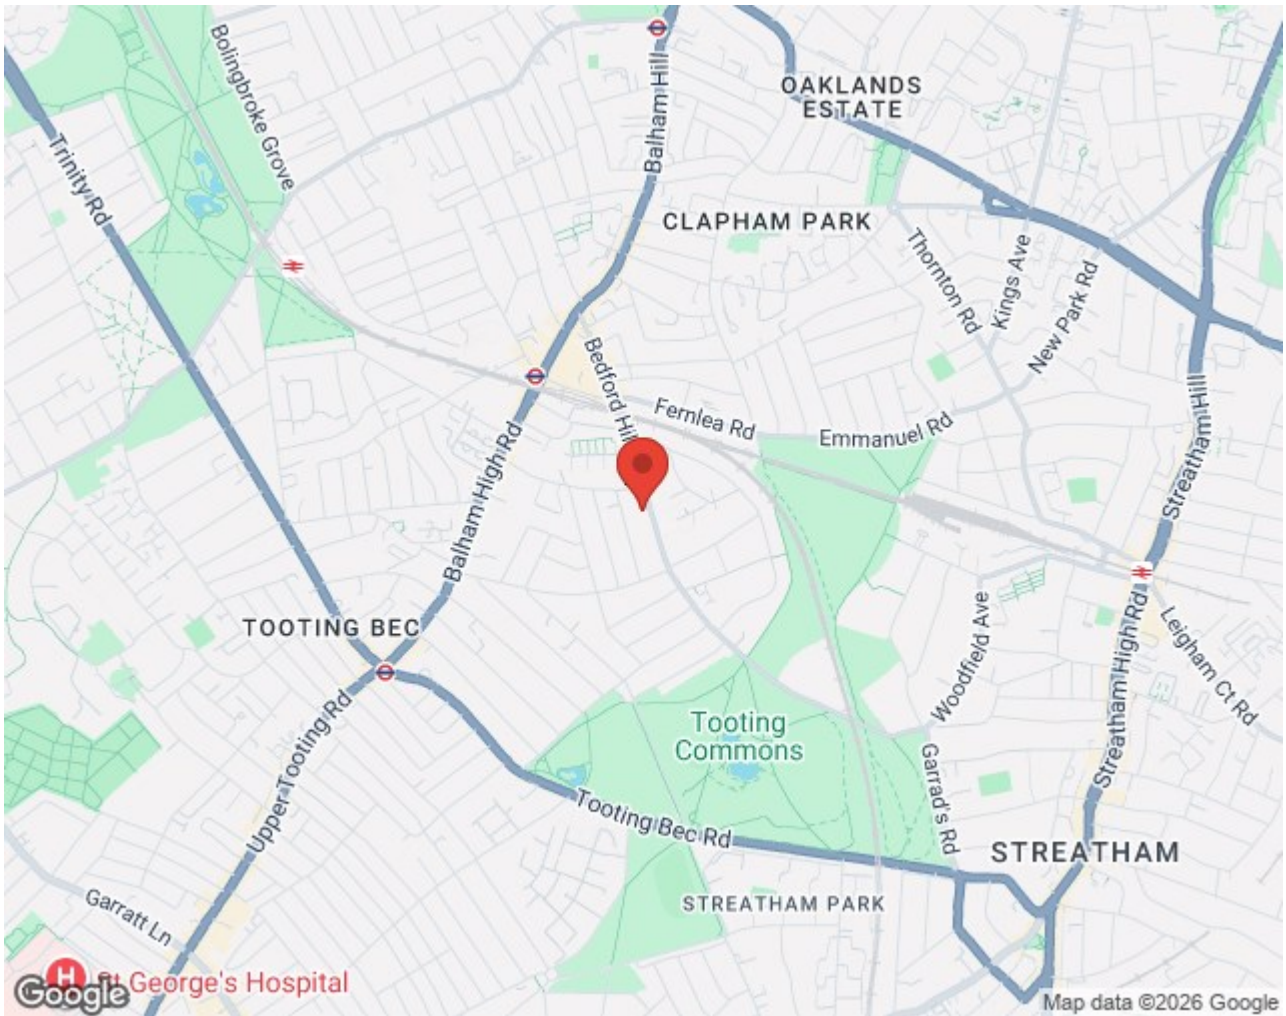 Bolingbroke Grove
Balham Hill
OAKLANDS
ESTATE
Trinity Rd
CLAPHAM PARK
Thornton Rd
Kings Ave
New Park Rd
Bedford Hill
Fernlea Rd
Emmanuel Rd
Streatham Hill
Balham High Rd
TOOTING BEC
Woodfield Ave
Leigham Ct Rd
Streatham High Rd
Upper Tooting Rd
Tooting
Commons
Garrad's Rd
Tooting Bec Rd
STREATHAM
STREATHAM PARK
Garratt Ln
H
St George's Hospital
Google
Map data ©2026 Google